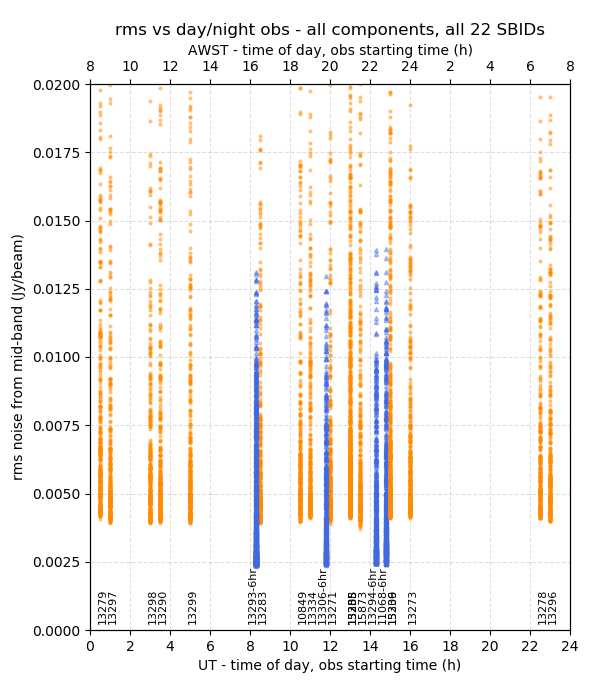 rms vs day/night obs - all components, all 22 SBIDs
AWST - time of day, obs starting time (h)
8 10 12 14 16 18 20 22 24 2 4 6 8
0.0200
0.0175
0.0150
0.0125
0.0100
0.0075
0.0050
0.0025
0.0000
rms noise from mid-band (Jy/beam)
13279
13297
13298
13290
13299
13293-6hr
13283
10849
13334
13306-6hr
13271
15873
13294-6hr
11068-6hr
13273
13278
13296
0 2 4 6 8 10 12 14 16 18 20 22 24
UT - time of day, obs starting time (h)